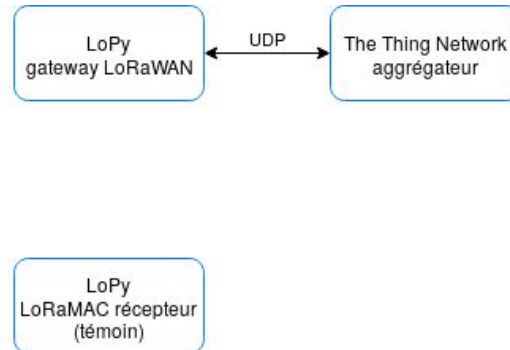 LoPy
gateway LoRaWAN
UDP
The Thing Network
aggrégateur
LoPy
LoRaMAC récepteur
(témoin)